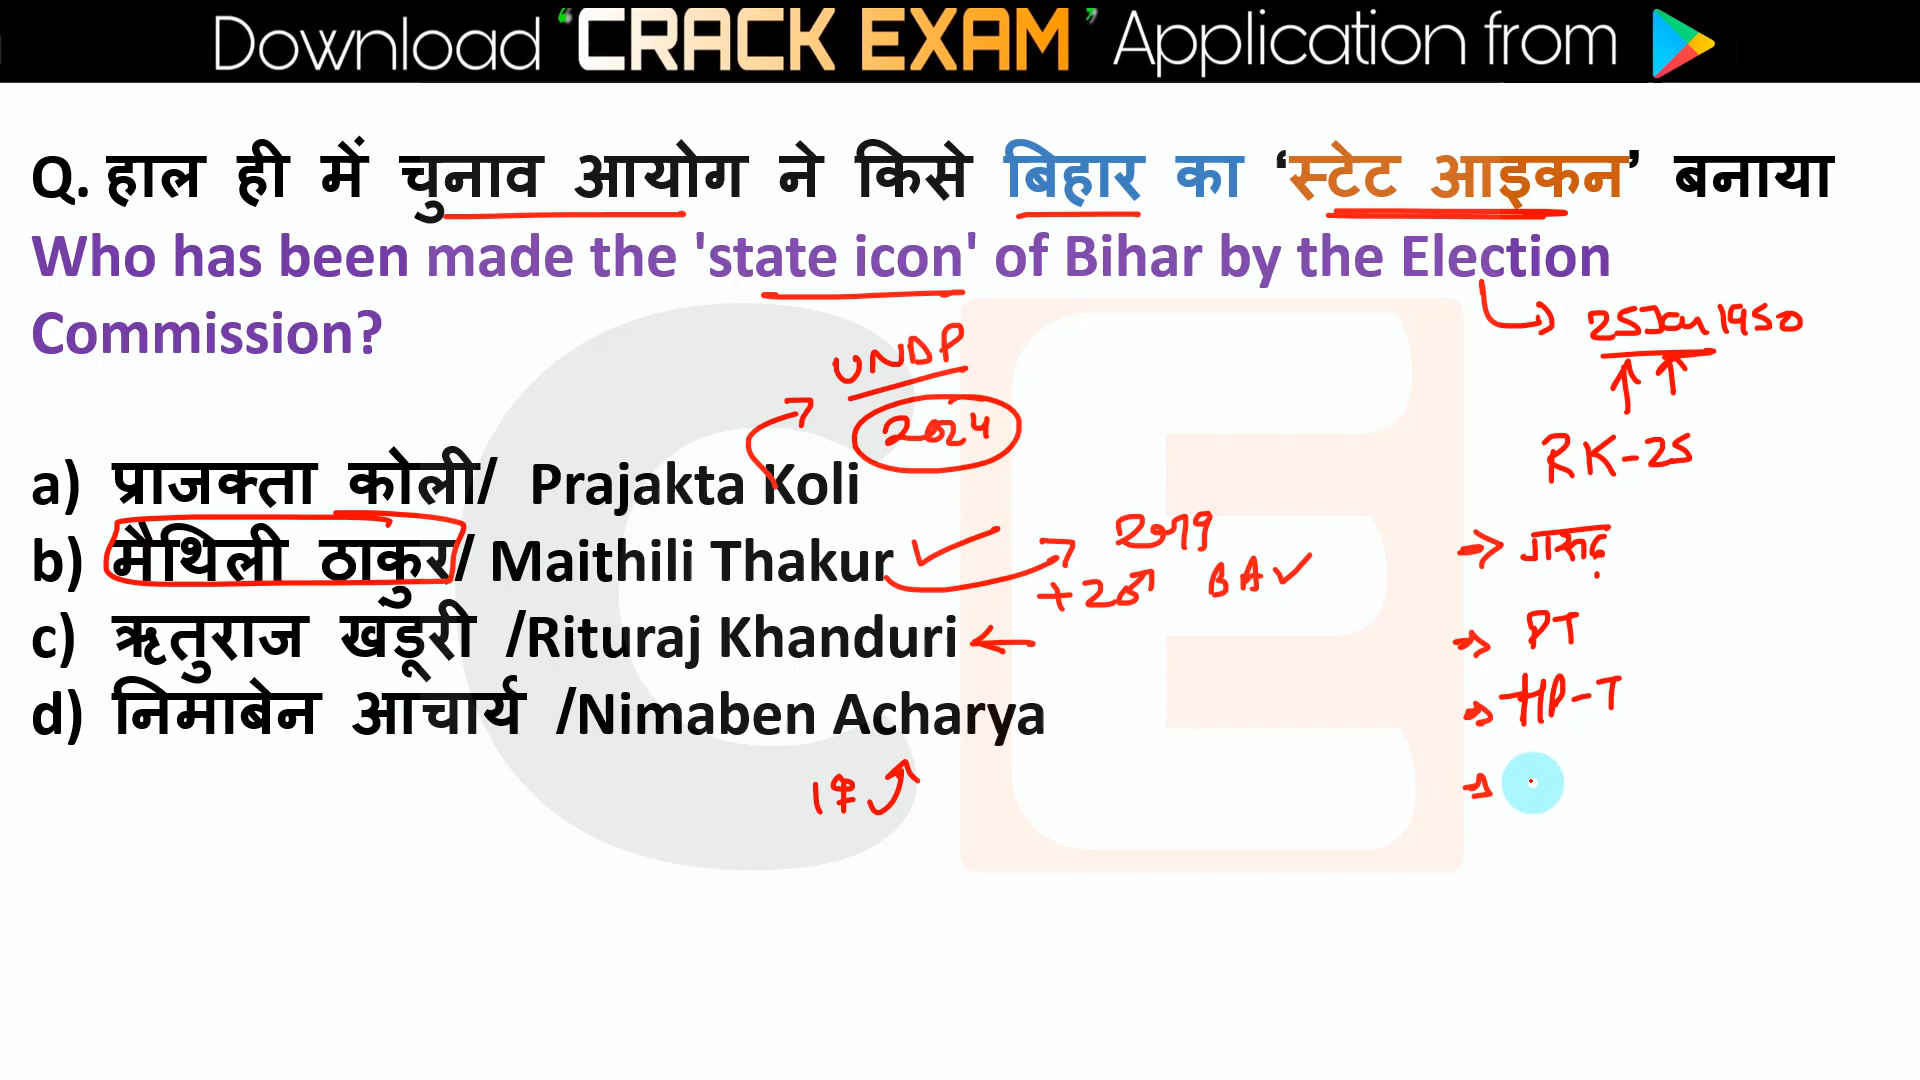 Download ‘CRACK EXAM’ Application from
Q. हाल ही में चुनाव आयोग ने किसे बिहार का ‘स्टेट आइकन’ बनाया
Who has been made the 'state icon' of Bihar by the Election
Commission?
25 Jan 1950
UNDP
2024
RK-25
a) प्राजक्ता कोली/ Prajakta Koli
b) मैथिली ठाकुर/ Maithili Thakur
2019
BA
c) ऋतुराज खंडूरी /Rituraj Khanduri
PT
d) निमाबेन आचार्य /Nimaben Acharya
HP-T